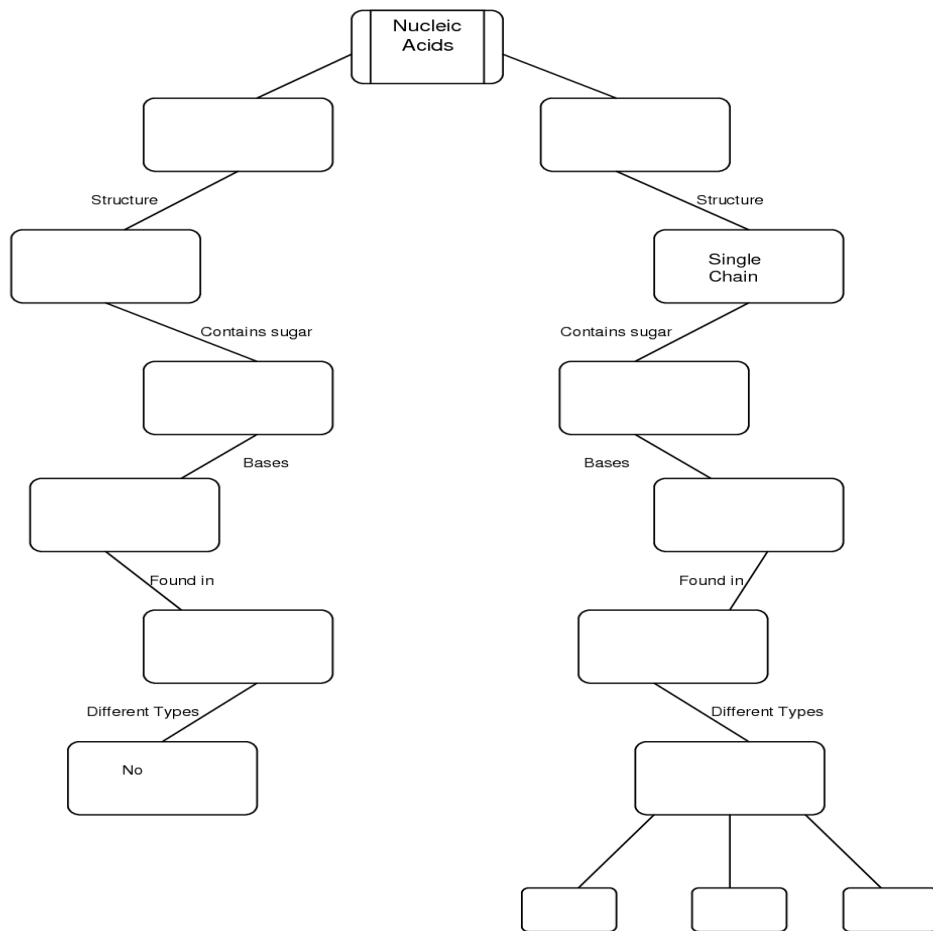 Nucleic
Acids
Structure
Structure
Single
Chain
Contains sugar
Contains sugar
Bases
Bases
Found in
Found in
Different Types
Different Types
No